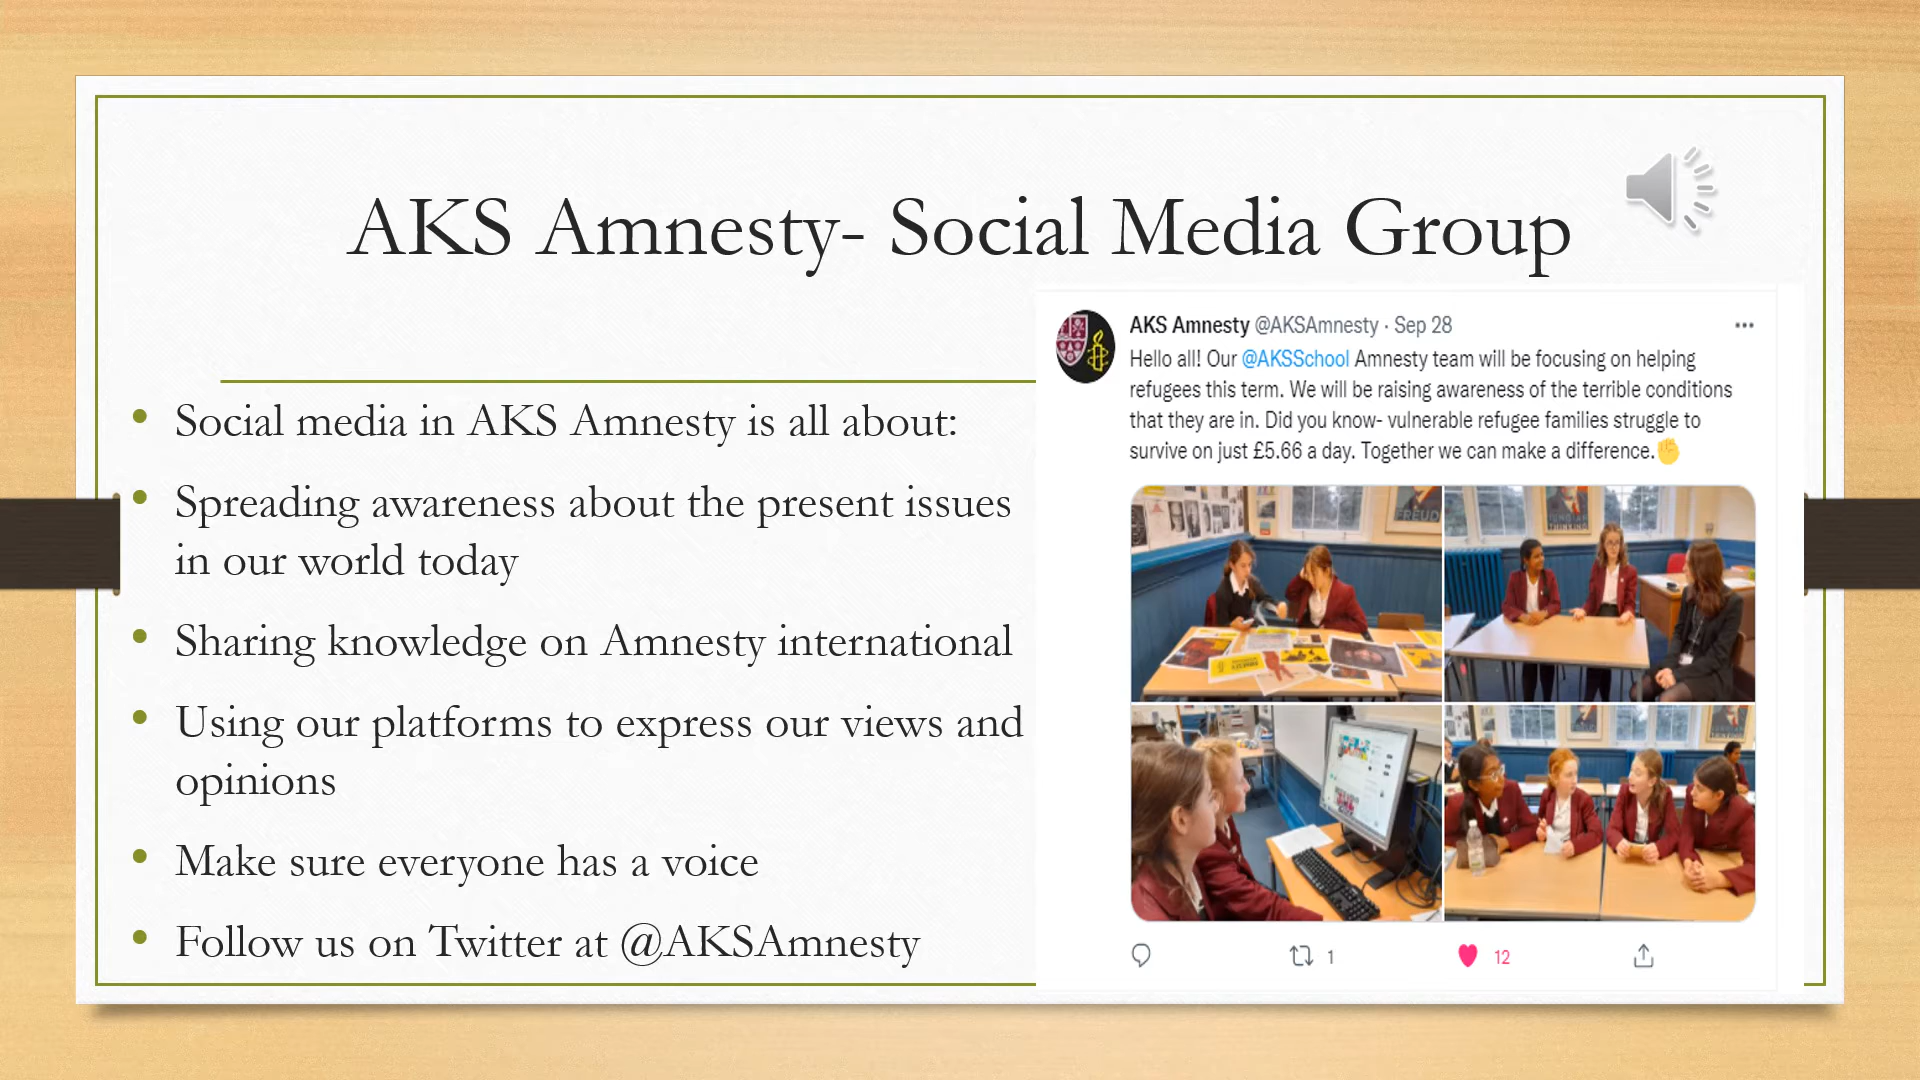 AKS Amnesty- Social Media Group
Social media in AKS Amnesty is all about:
Spreading awareness about the present issues
in our world today
Sharing knowledge on Amnesty international
Using our platforms to express our views and
opinions
Make sure everyone has a voice
Follow us on Twitter at @AKSAmnesty
AKS Amnesty @AKSAmnesty · Sep 28
Hello all! Our @AKSSchool Amnesty team will be focusing on helping
refugees this term. We will be raising awareness of the terrible conditions
that they are in. Did you know- vulnerable refugee families struggle to
survive on just £5.66 a day. Together we can make a difference.✊
FREUD
THINKING
1
12